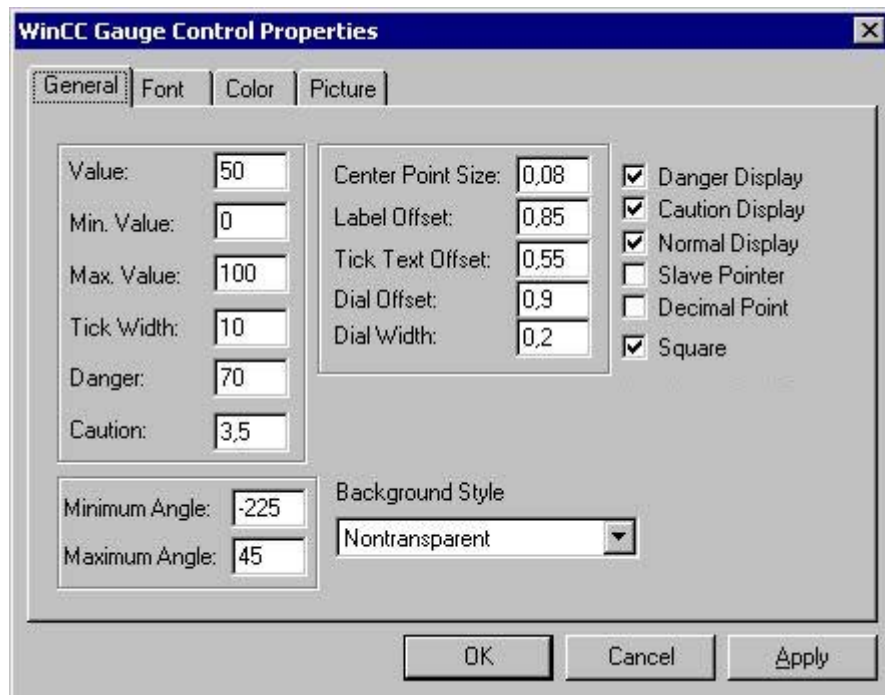 WinCC Gauge Control Properties
General Font Color Picture
Value: 50
Min. Value: 0
Max. Value: 100
Tick Width: 10
Danger: 70
Caution: 3,5
Center Point Size: 0,08
Label Offset: 0,85
Tick Text Offset: 0,55
Dial Offset: 0,9
Dial Width: 0,2
Danger Display
Caution Display
Normal Display
Slave Pointer
Decimal Point
Square
Minimum Angle: -225
Maximum Angle: 45
Background Style
Nontransparent
OK Cancel Apply